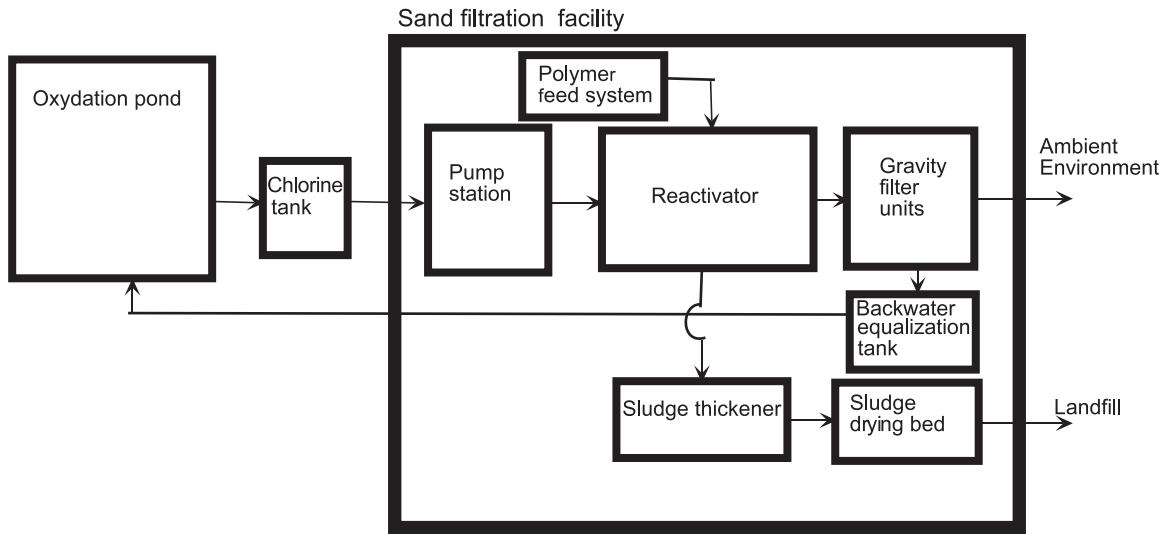 Sand filtration facility
Oxydation pond
Polymer
feed system
Chlorine
tank
Pump
station
Reactivator
Gravity
filter
units
Ambient
Environment
Backwater
equalization
tank
Sludge thickener
Sludge
drying bed
Landfill